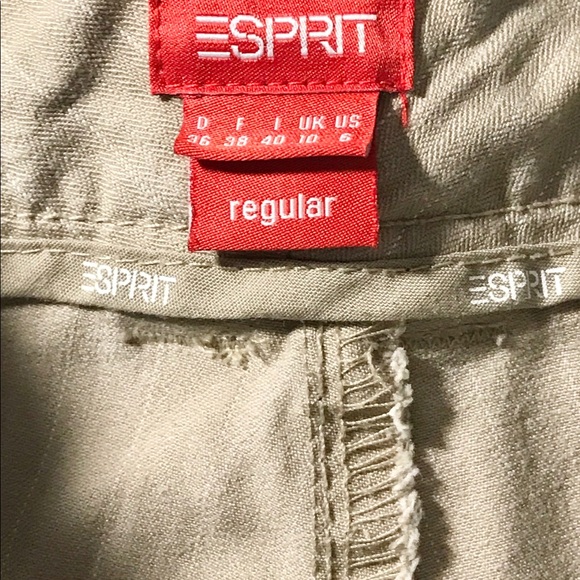 ESPRIT
D F I UK US
36 38 40 10 6
regular
ESPRIT ESPRIT